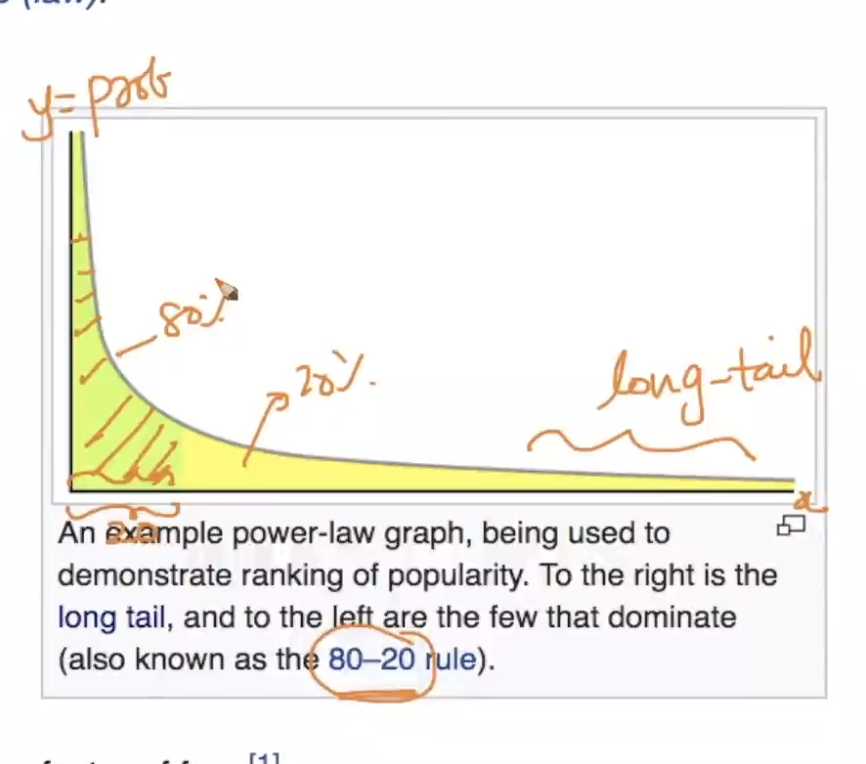 y = prob
80%
20%
long-tail
x
20
An example power-law graph, being used to
demonstrate ranking of popularity. To the right is the
long tail, and to the left are the few that dominate
(also known as the 80–20 rule).
[1]